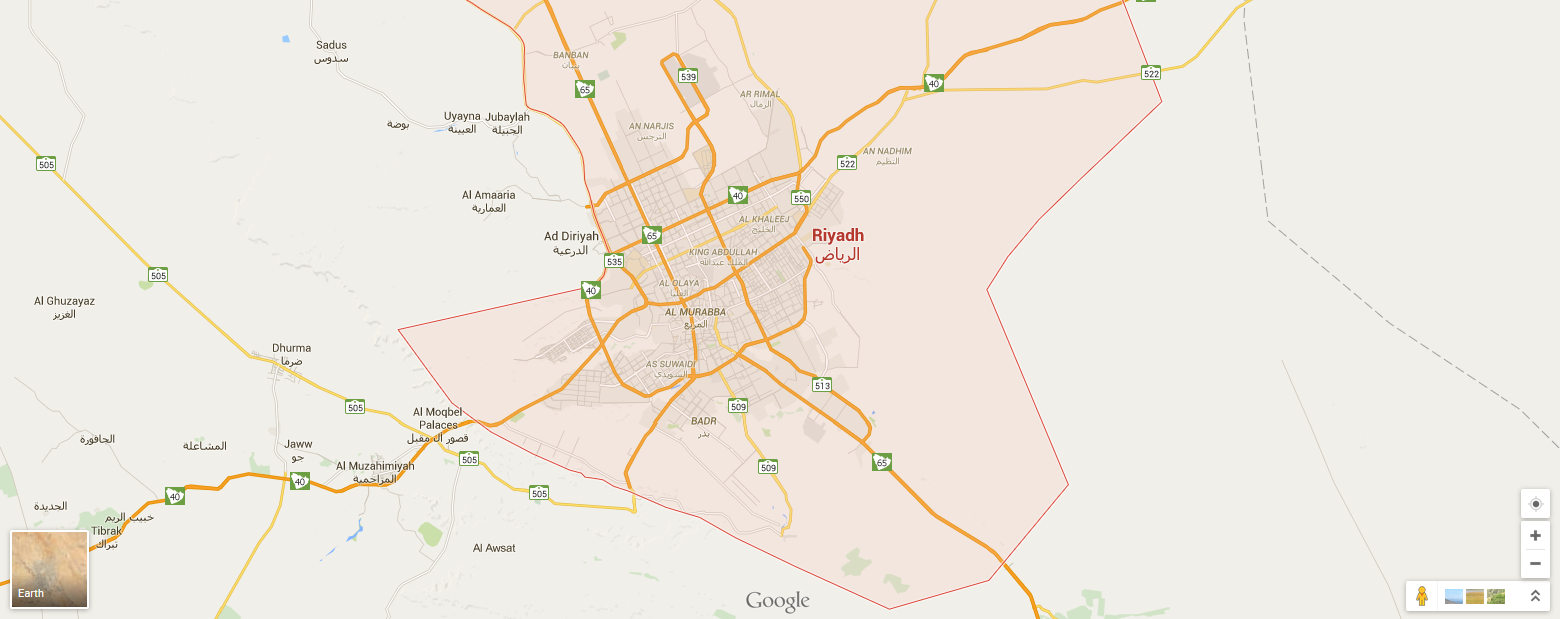 Sadus
سدوس
BANBAN
بنبان
65
539
40
522
AR RIMAL
الرمال
Uyayna
العيينة
Jubaylah
الجبيلة
بوضة
AN NARJIS
النرجس
505
522
AN NADHIM
النظيم
Al Amaaria
العمارية
40
550
AL KHALEEJ
الخليج
Ad Diriyah
الدرعية
65
Riyadh
الرياض
KING ABDULLAH
الملك عبدالله
535
505
40
AL OLAYA
العليا
Al Ghuzayaz
الغزيز
AL MURABBA
المربع
Dhurma
ضرما
AS SUWAIDI
السويدي
513
505
509
Al Moqbel
Palaces
قصور آل مقبل
BADR
بدر
الحافورة
المشاعلة
Jaww
جو
505
65
Al Muzahimiyah
المزاحمية
509
40
40
505
الجديدة
خبيب الريم
Tibrak
تبراك
Al Awsat
Earth
Google